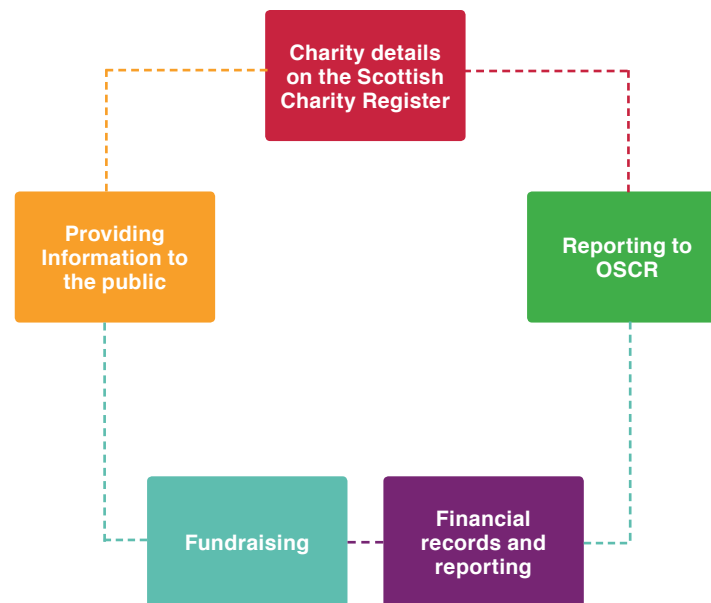 Charity details
on the Scottish
Charity Register
Providing
Information to
the public
Reporting to
OSCR
Fundraising
Financial
records and
reporting